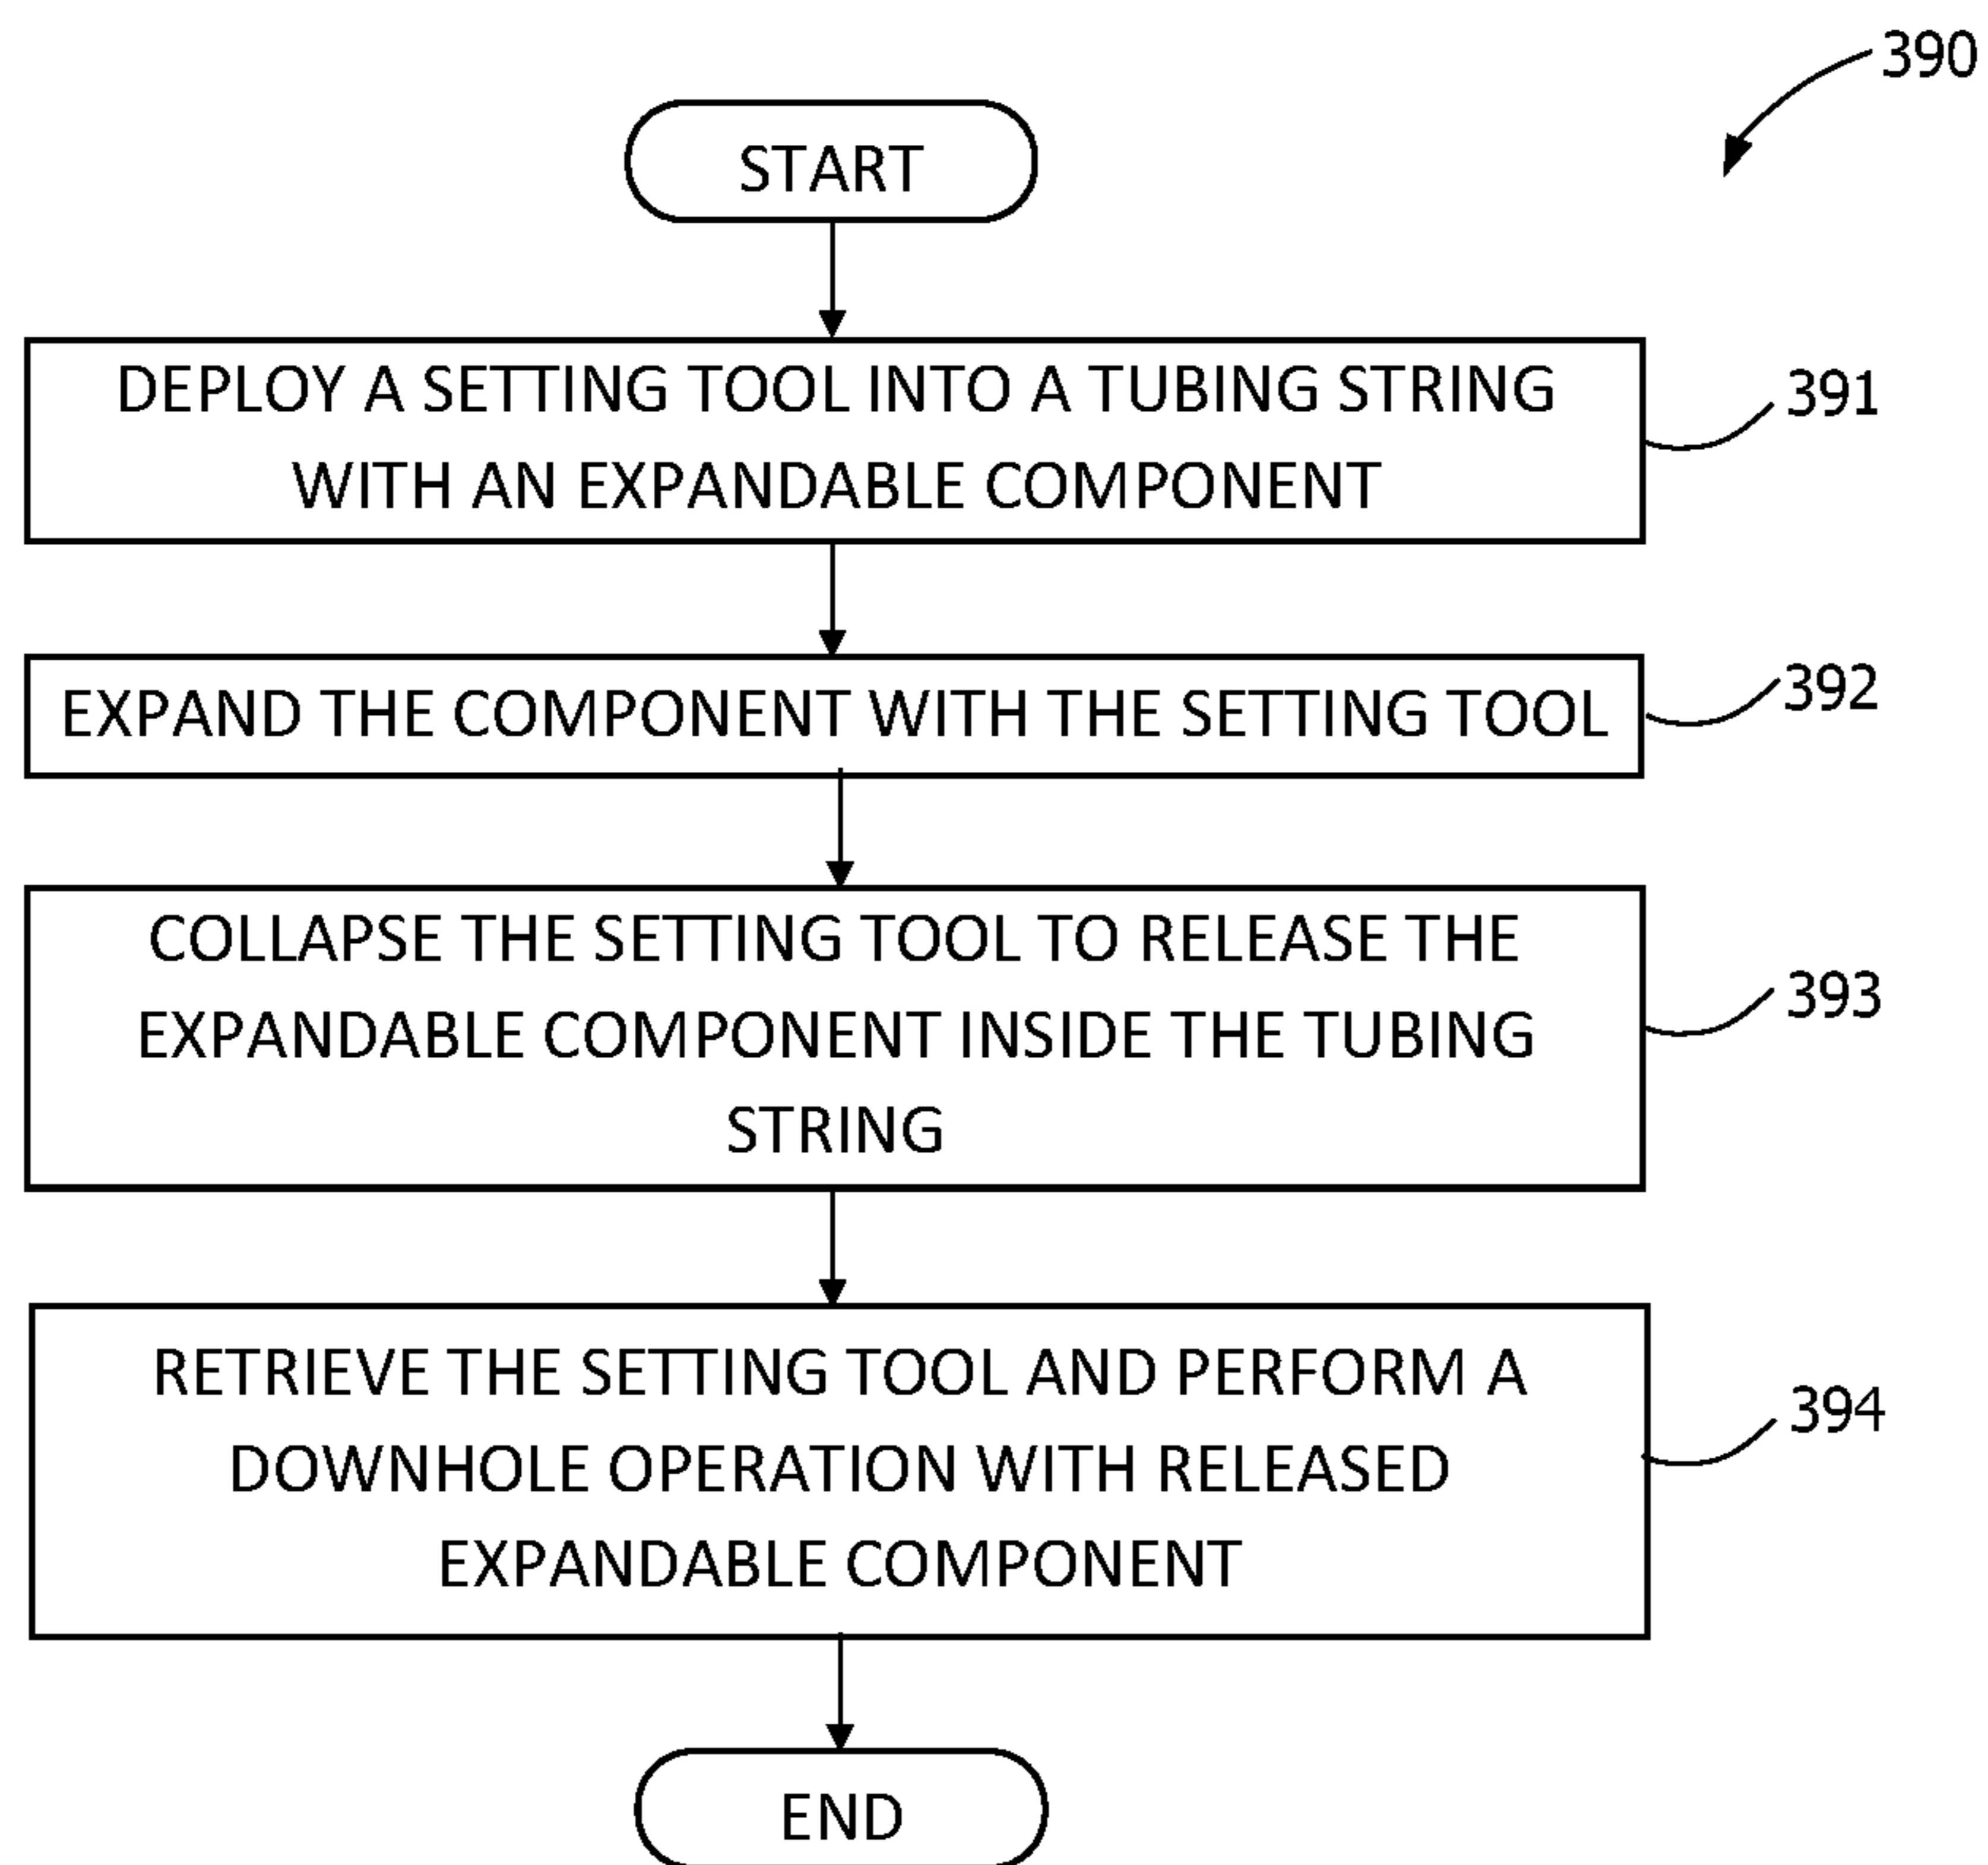 390
START
DEPLOY A SETTING TOOL INTO A TUBING STRING
WITH AN EXPANDABLE COMPONENT
391
EXPAND THE COMPONENT WITH THE SETTING TOOL
392
COLLAPSE THE SETTING TOOL TO RELEASE THE
EXPANDABLE COMPONENT INSIDE THE TUBING
STRING
393
RETRIEVE THE SETTING TOOL AND PERFORM A
DOWNHOLE OPERATION WITH RELEASED
EXPANDABLE COMPONENT
394
END